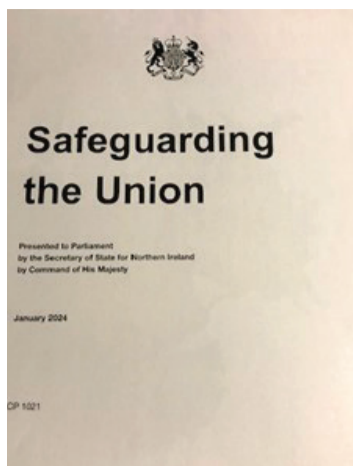 Safeguarding
the Union
Presented to Parliament
by the Secretary of State for Northern Ireland
by Command of His Majesty
January 2024
CP 1021